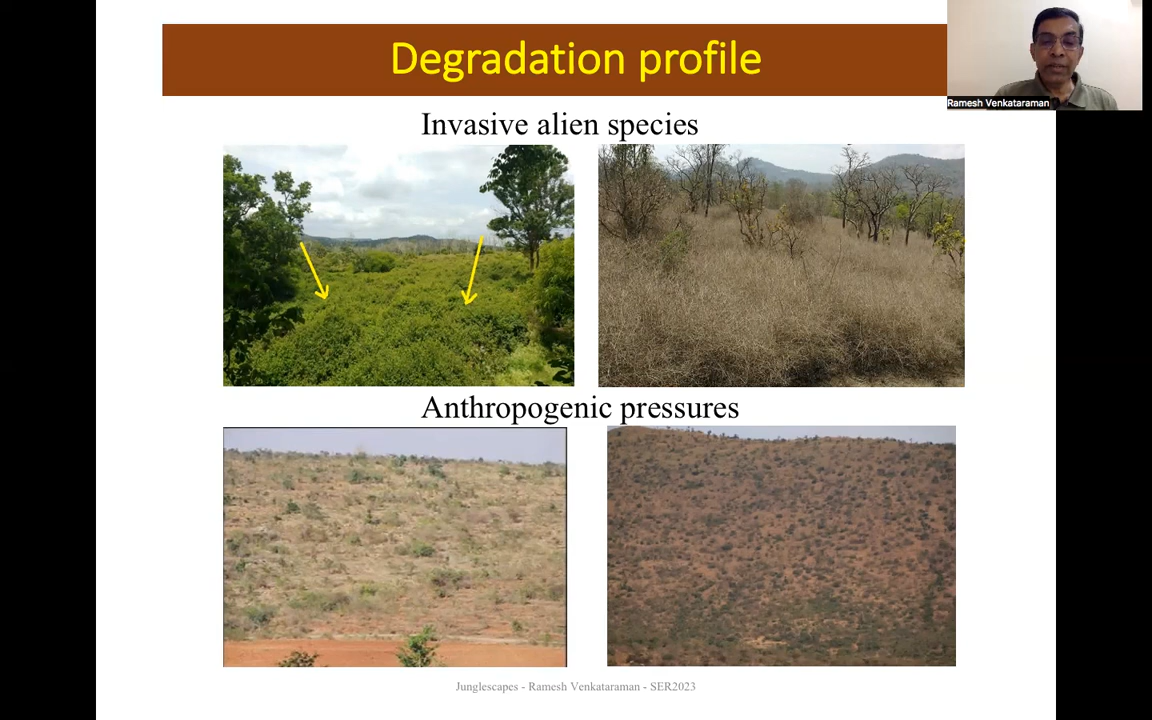 Degradation profile
Ramesh Venkataraman
Invasive alien species
Anthropogenic pressures
Junglescapes - Ramesh Venkataraman - SER2023